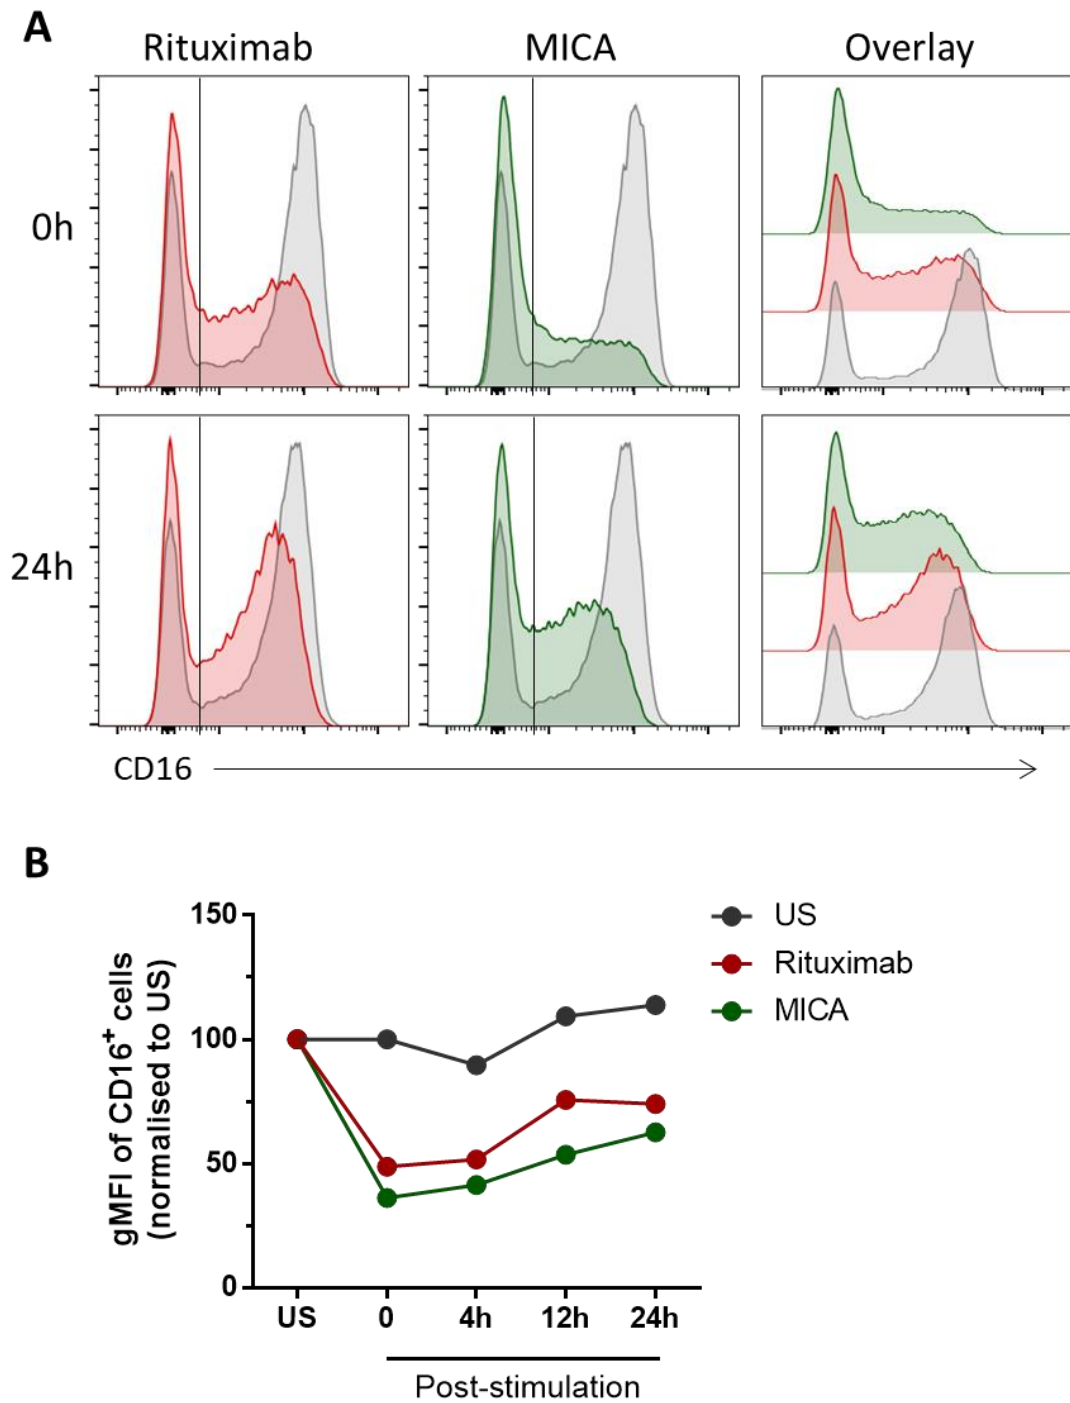 A
Rituximab MICA Overlay
0h
24h
CD16
B
150
100
50
0
gMFI of CD16⁺ cells
(normalised to US)
US
Rituximab
MICA
US 0 4h 12h 24h
Post-stimulation